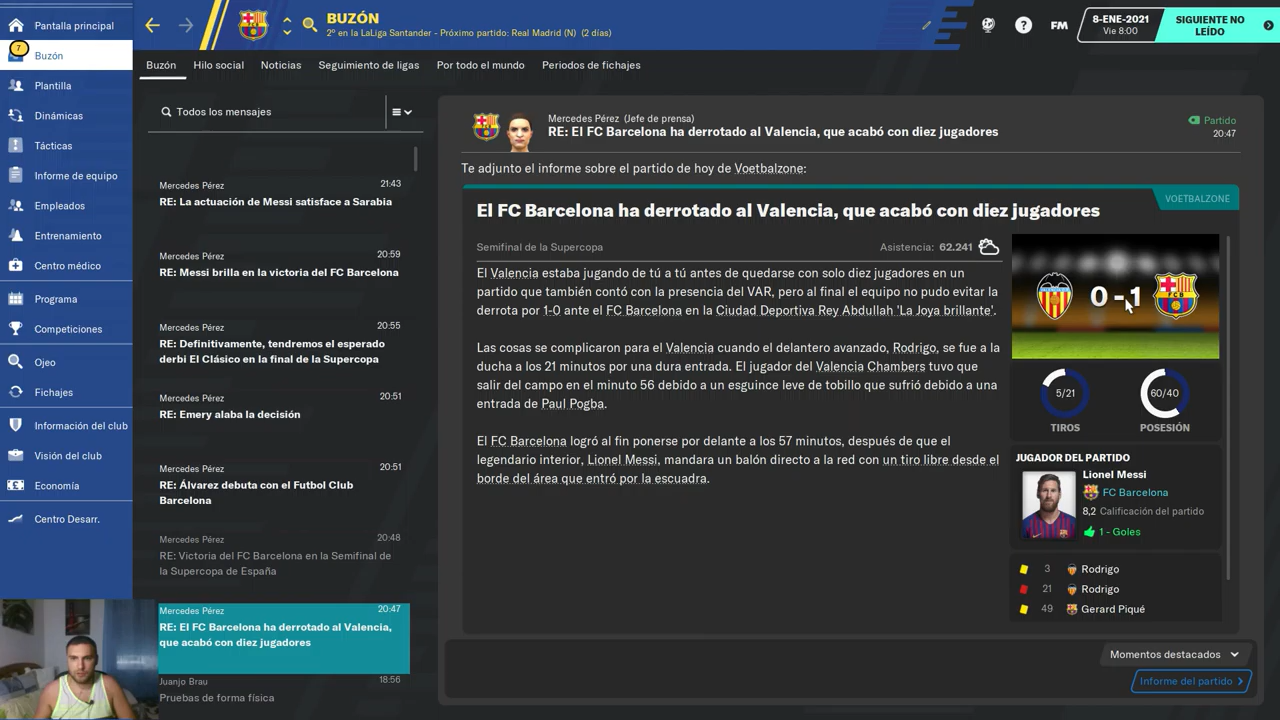 Pantalla principal
7
Buzón
Plantilla
Dinámicas
Tácticas
Informe de equipo
Empleados
Entrenamiento
Centro médico
Programa
Competiciones
Ojeo
Fichajes
Información del club
Visión del club
Economía
Centro Desarr.
BUZÓN
2º en la LaLiga Santander - Próximo partido: Real Madrid (N) (2 días)
FM
8-ENE-2021
Vie 8:00
SIGUIENTE NO
LEÍDO
Buzón
Hilo social
Noticias
Seguimiento de ligas
Por todo el mundo
Periodos de fichajes
Todos los mensajes
Mercedes Pérez 21:43
RE: La actuación de Messi satisface a Sarabia
Mercedes Pérez 20:59
RE: Messi brilla en la victoria del FC Barcelona
Mercedes Pérez 20:55
RE: Definitivamente, tendremos el esperado
derbi El Clásico en la final de la Supercopa
Mercedes Pérez 20:51
RE: Emery alaba la decisión
Mercedes Pérez 20:51
RE: Álvarez debuta con el Futbol Club
Barcelona
Mercedes Pérez 20:48
RE: Victoria del FC Barcelona en la Semifinal de
la Supercopa de España
Mercedes Pérez 20:47
RE: El FC Barcelona ha derrotado al Valencia,
que acabó con diez jugadores
Juanjo Brau 18:56
Pruebas de forma física
Mercedes Pérez (Jefe de prensa)
RE: El FC Barcelona ha derrotado al Valencia, que acabó con diez jugadores
Partido
20:47
Te adjunto el informe sobre el partido de hoy de Voetbalzone:
VOETBALZONE
El FC Barcelona ha derrotado al Valencia, que acabó con diez jugadores
Semifinal de la Supercopa
Asistencia: 62.241
El Valencia estaba jugando de tú a tú antes de quedarse con solo diez jugadores en un
partido que también contó con la presencia del VAR, pero al final el equipo no pudo evitar la
derrota por 1-0 ante el FC Barcelona en la Ciudad Deportiva Rey Abdullah 'La Joya brillante'.
Las cosas se complicaron para el Valencia cuando el delantero avanzado, Rodrigo, se fue a la
ducha a los 21 minutos por una dura entrada. El jugador del Valencia Chambers tuvo que
salir del campo en el minuto 56 debido a un esguince leve de tobillo que sufrió debido a una
entrada de Paul Pogba.
El FC Barcelona logró al fin ponerse por delante a los 57 minutos, después de que el
legendario interior, Lionel Messi, mandara un balón directo a la red con un tiro libre desde el
borde del área que entró por la escuadra.
0 - 1
5/21
TIROS
60/40
POSESIÓN
JUGADOR DEL PARTIDO
Lionel Messi
FC Barcelona
8,2 Calificación del partido
1 - Goles
3 Rodrigo
21 Rodrigo
49 Gerard Piqué
Momentos destacados
Informe del partido